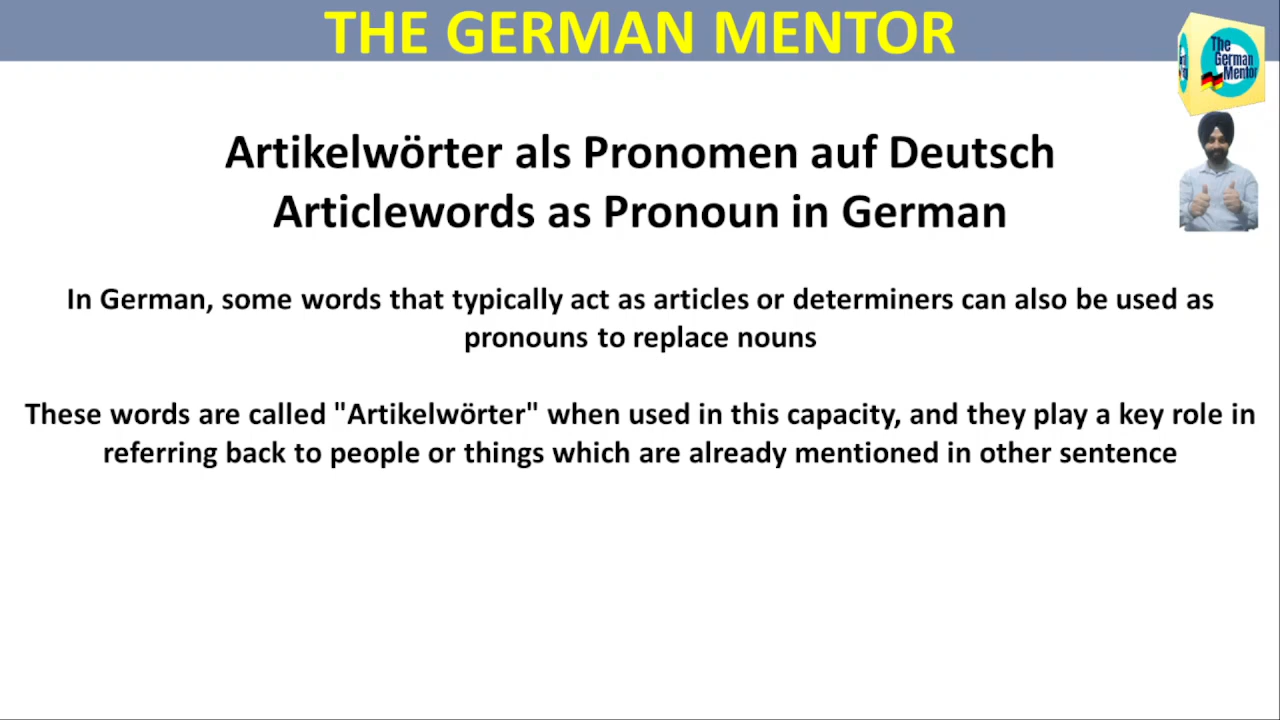 THE GERMAN MENTOR
The
German
Mentor
Artikelwörter als Pronomen auf Deutsch
Articlewords as Pronoun in German
In German, some words that typically act as articles or determiners can also be used as
pronouns to replace nouns
These words are called "Artikelwörter" when used in this capacity, and they play a key role in
referring back to people or things which are already mentioned in other sentence